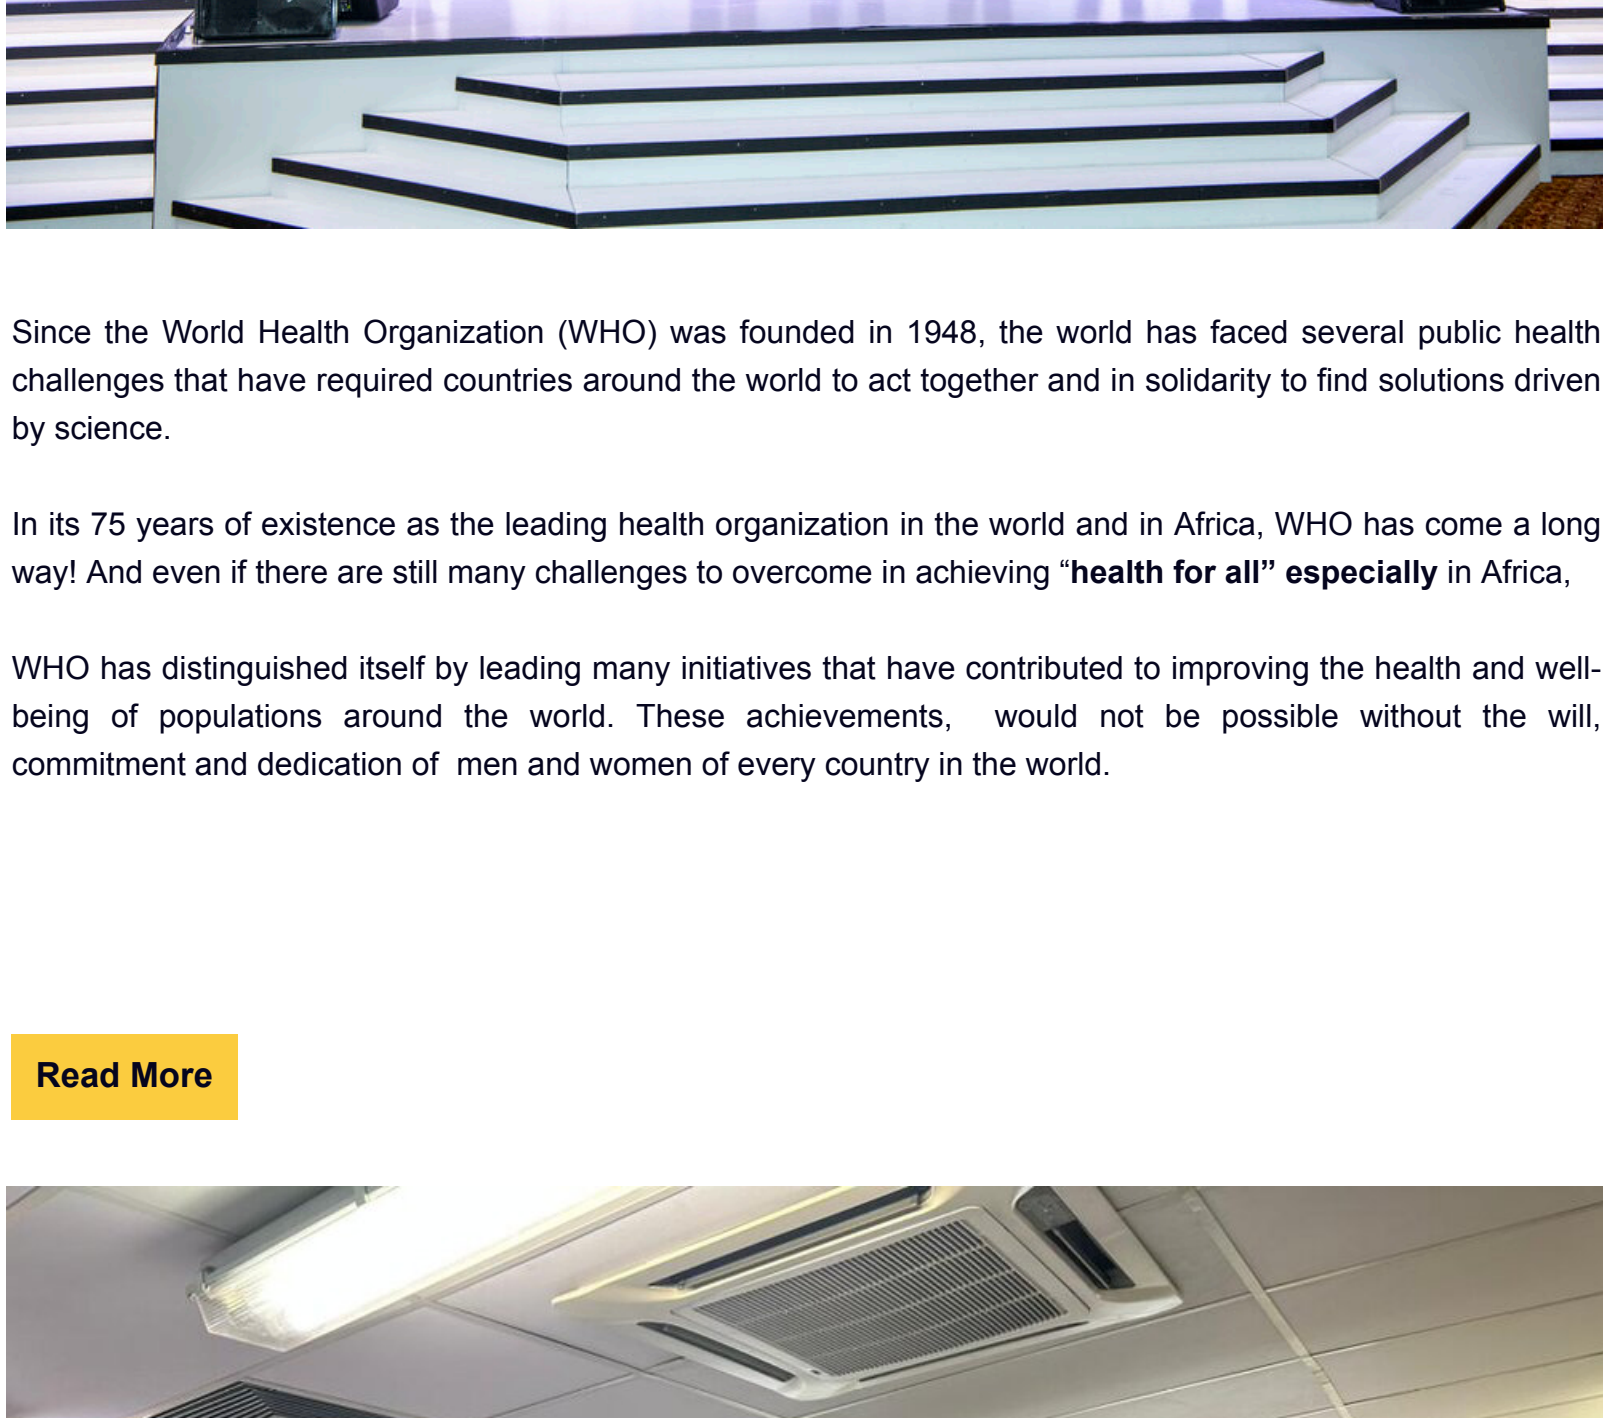 Since the World Health Organization (WHO) was founded in 1948, the world has faced several public health
challenges that have required countries around the world to act together and in solidarity to find solutions driven
by science.
In its 75 years of existence as the leading health organization in the world and in Africa, WHO has come a long
way! And even if there are still many challenges to overcome in achieving “health for all” especially in Africa,
WHO has distinguished itself by leading many initiatives that have contributed to improving the health and well-
being of populations around the world. These achievements,  would not be possible without the will,
commitment and dedication of  men and women of every country in the world.
Read More